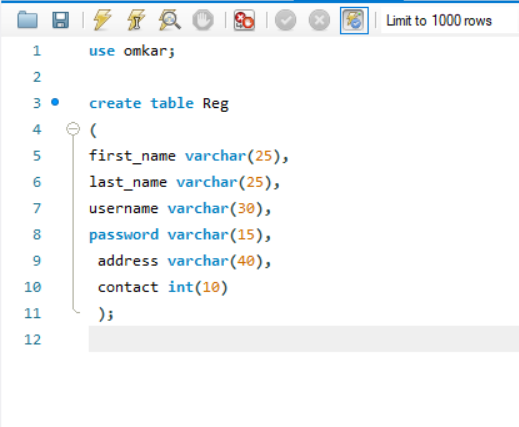 Limit to 1000 rows
1 use omkar;
2
3 create table Reg
4 (
5 first_name varchar(25),
6 last_name varchar(25),
7 username varchar(30),
8 password varchar(15),
9 address varchar(40),
10 contact int(10)
11 );
12